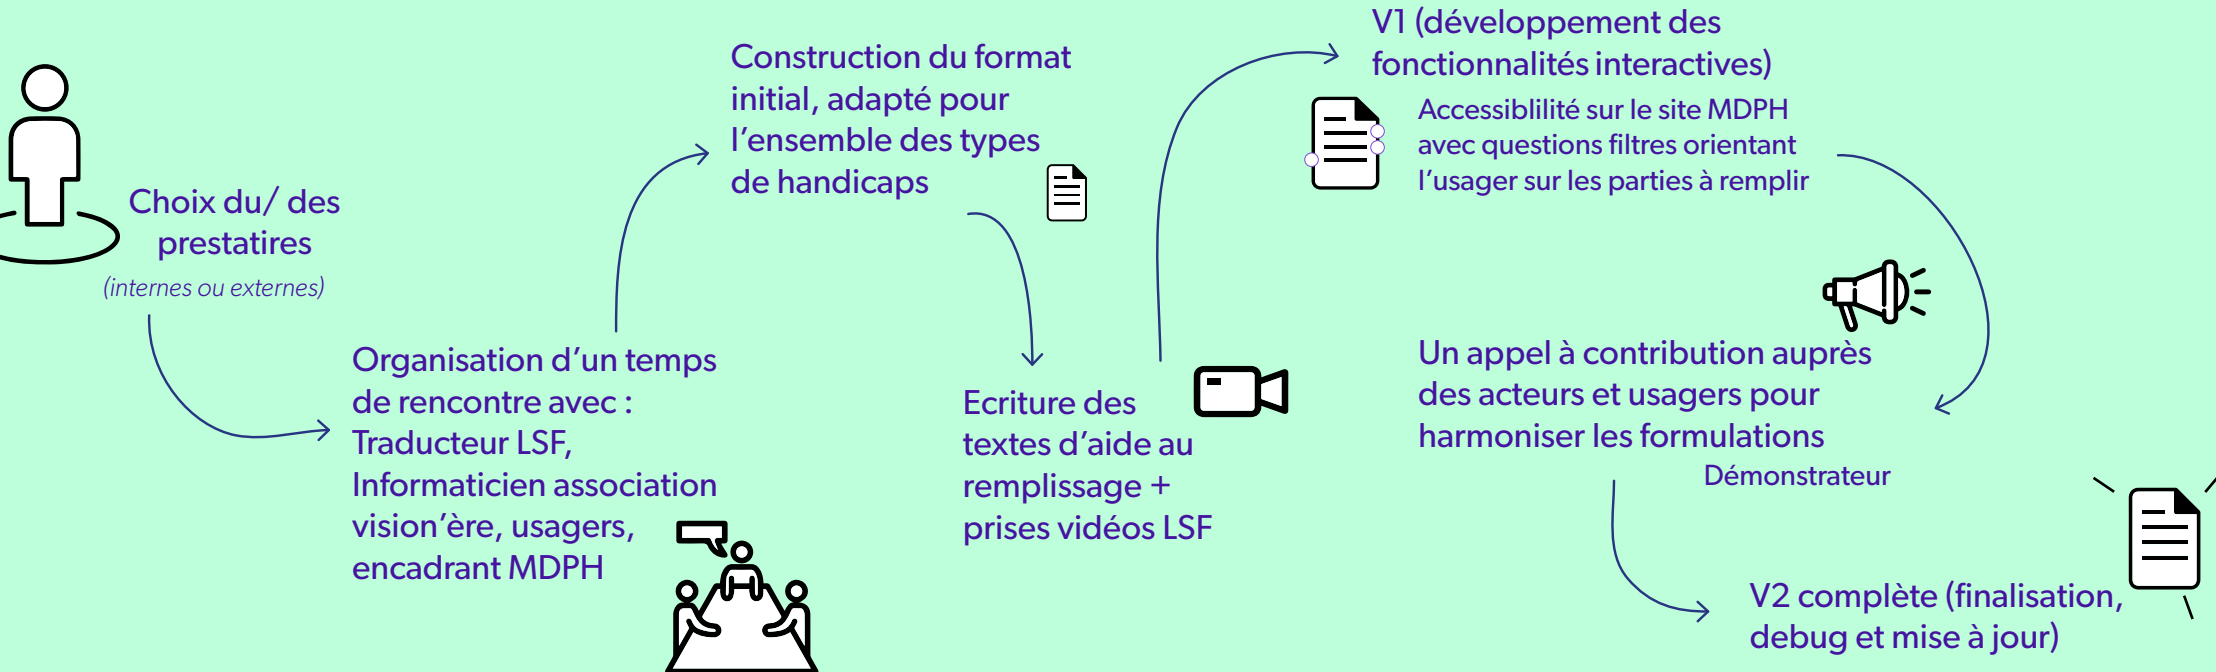 Choix du/ des
prestatires
(internes ou externes)
Organisation d’un temps
de rencontre avec :
Traducteur LSF,
Informaticien association
vision’ère, usagers,
encadrant MDPH
Construction du format
initial, adapté pour
l’ensemble des types
de handicaps
Ecriture des
textes d’aide au
remplissage +
prises vidéos LSF
V1 (développement des
fonctionnalités interactives)
Accessiblilité sur le site MDPH
avec questions filtres orientant
l’usager sur les parties à remplir
Un appel à contribution auprès
des acteurs et usagers pour
harmoniser les formulations
Démonstrateur
V2 complète (finalisation,
debug et mise à jour)